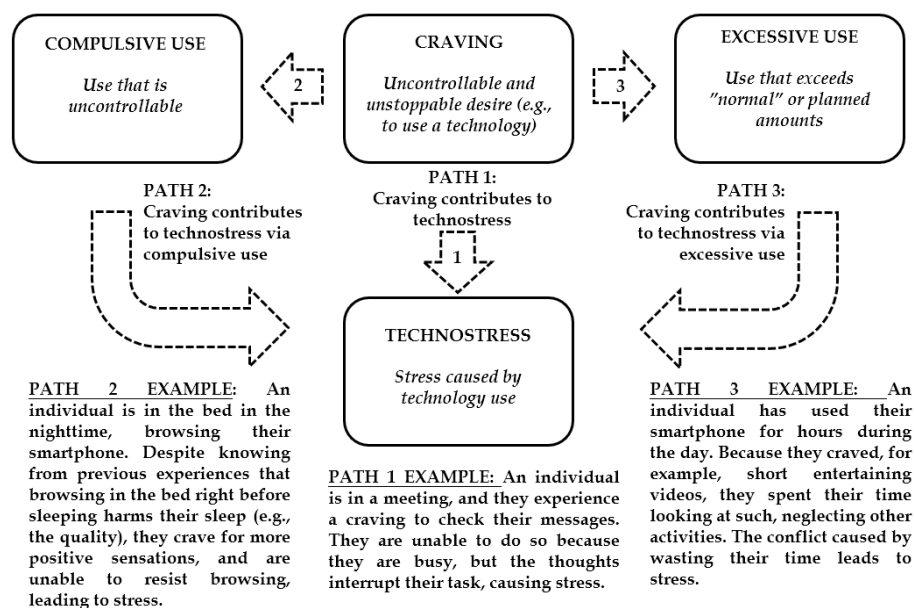 COMPULSIVE USE
Use that is
uncontrollable
2
CRAVING
Uncontrollable and
unstoppable desire (e.g.,
to use a technology)
3
EXCESSIVE USE
Use that exceeds
”normal” or planned
amounts
PATH 2:
Craving contributes
to technostress via
compulsive use
PATH 1:
Craving contributes to
technostress
1
PATH 3:
Craving contributes
to technostress via
excessive use
TECHNOSTRESS
Stress caused by
technology use
PATH 2 EXAMPLE: An
individual is in the bed in the
nighttime, browsing their
smartphone. Despite knowing
from previous experiences that
browsing in the bed right before
sleeping harms their sleep (e.g.,
the quality), they crave for more
positive sensations, and are
unable to resist browsing,
leading to stress.
PATH 1 EXAMPLE: An individual
is in a meeting, and they experience
a craving to check their messages.
They are unable to do so because
they are busy, but the thoughts
interrupt their task, causing stress.
PATH 3 EXAMPLE: An
individual has used their
smartphone for hours during
the day. Because they craved, for
example, short entertaining
videos, they spent their time
looking at such, neglecting other
activities. The conflict caused by
wasting their time leads to
stress.